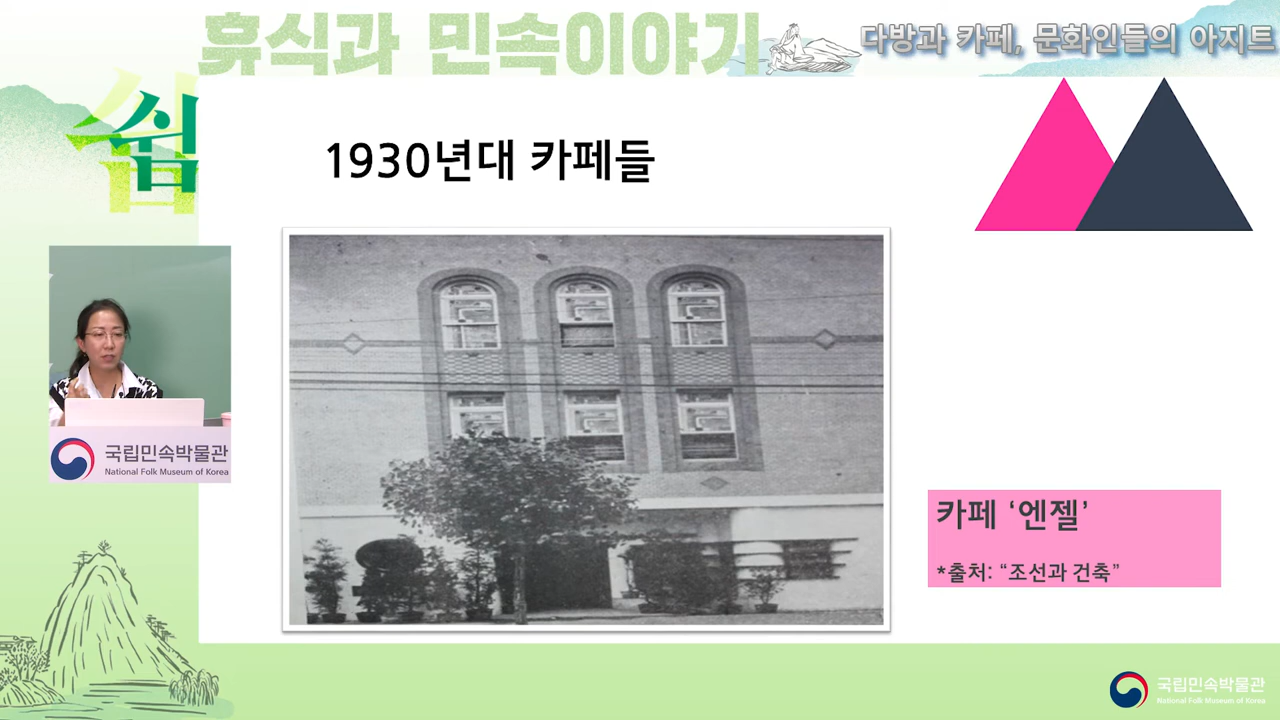 휴식과 민속이야기
다방과 카페, 문화인들의 아지트
쉼
1930년대 카페들
국립민속박물관
National Folk Museum of Korea
카페 ‘엔젤’
*출처: “조선과 건축”
국립민속박물관
National Folk Museum of Korea